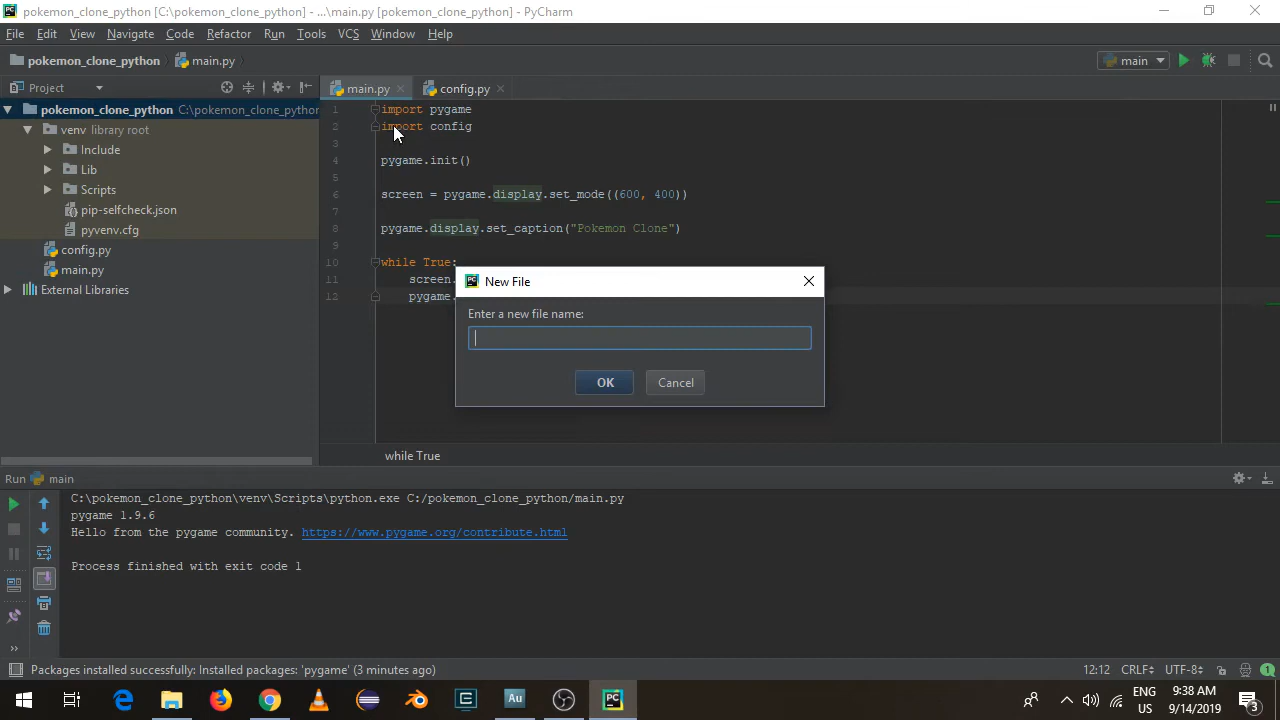 pokemon_clone_python [C:\pokemon_clone_python] - ...\main.py [pokemon_clone_python] - PyCharm
File Edit View Navigate Code Refactor Run Tools VCS Window Help
pokemon_clone_python main.py main
Project main.py config.py
pokemon_clone_python C:\pokemon_clone_python
venv library root
Include
Lib
Scripts
pip-selfcheck.json
pyvenv.cfg
config.py
main.py
External Libraries
1 import pygame
2 import config
3
4 pygame.init()
5
6 screen = pygame.display.set_mode((600, 400))
7
8 pygame.display.set_caption("Pokemon Clone")
9
10 while True:
11 screen.
12 pygame.
New File
Enter a new file name:
OK Cancel
while True
Run main
C:\pokemon_clone_python\venv\Scripts\python.exe C:/pokemon_clone_python/main.py
pygame 1.9.6
Hello from the pygame community. https://www.pygame.org/contribute.html
Process finished with exit code 1
Packages installed successfully: Installed packages: 'pygame' (3 minutes ago) 12:12 CRLF UTF-8 1
ENG 9:38 AM
US 9/14/2019 3